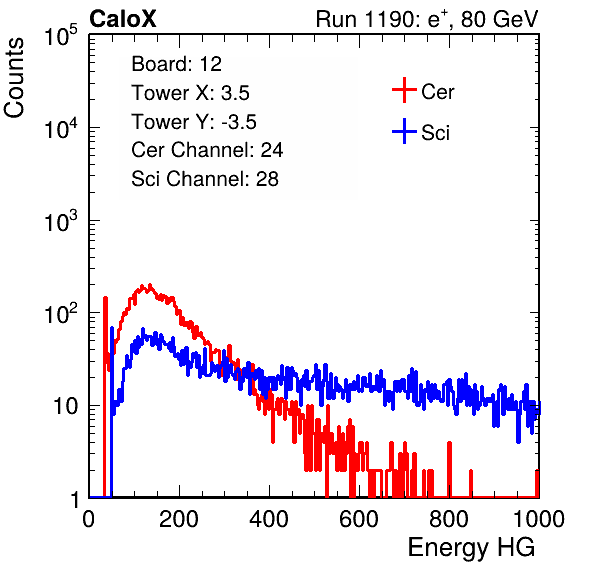 CaloX Run 1190: e⁺, 80 GeV
Counts
10⁵
10⁴
10³
10²
10
1
Board: 12
Tower X: 3.5
Tower Y: -3.5
Cer Channel: 24
Sci Channel: 28
Cer
Sci
0 200 400 600 800 1000
Energy HG